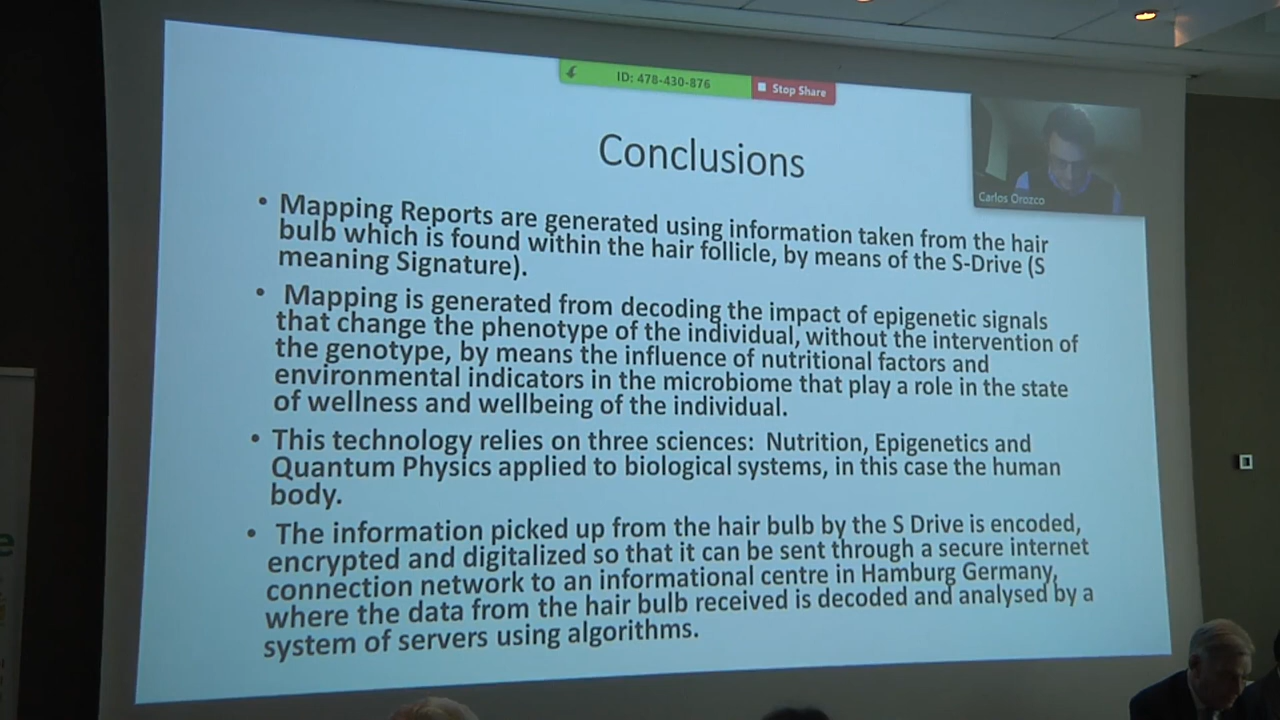 ID: 478-430-876
Stop Share
Carlos Orozco
Conclusions
• Mapping Reports are generated using information taken from the hair
bulb which is found within the hair follicle, by means of the S-Drive (S
meaning Signature).
• Mapping is generated from decoding the impact of epigenetic signals
that change the phenotype of the individual, without the intervention of
the genotype, by means the influence of nutritional factors and
environmental indicators in the microbiome that play a role in the state
of wellness and wellbeing of the individual.
• This technology relies on three sciences: Nutrition, Epigenetics and
Quantum Physics applied to biological systems, in this case the human
body.
• The information picked up from the hair bulb by the S Drive is encoded,
encrypted and digitalized so that it can be sent through a secure internet
connection network to an informational centre in Hamburg Germany,
where the data from the hair bulb received is decoded and analysed by a
system of servers using algorithms.